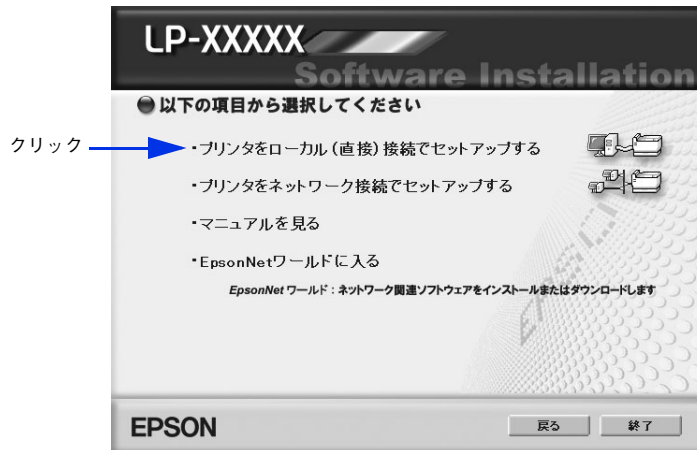 LP-XXXXX
Software Installation
以下の項目から選択してください
クリック
・プリンタをローカル(直接)接続でセットアップする
・プリンタをネットワーク接続でセットアップする
・マニュアルを見る
・EpsonNetワールドに入る
EpsonNet ワールド:ネットワーク関連ソフトウェアをインストールまたはダウンロードします
EPSON
EPSON
戻る
終了